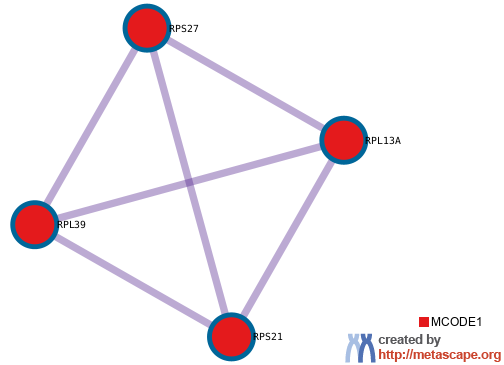 RPS27
RPL13A
RPL39
RPS21
MCODE1
created by
http://metascape.org